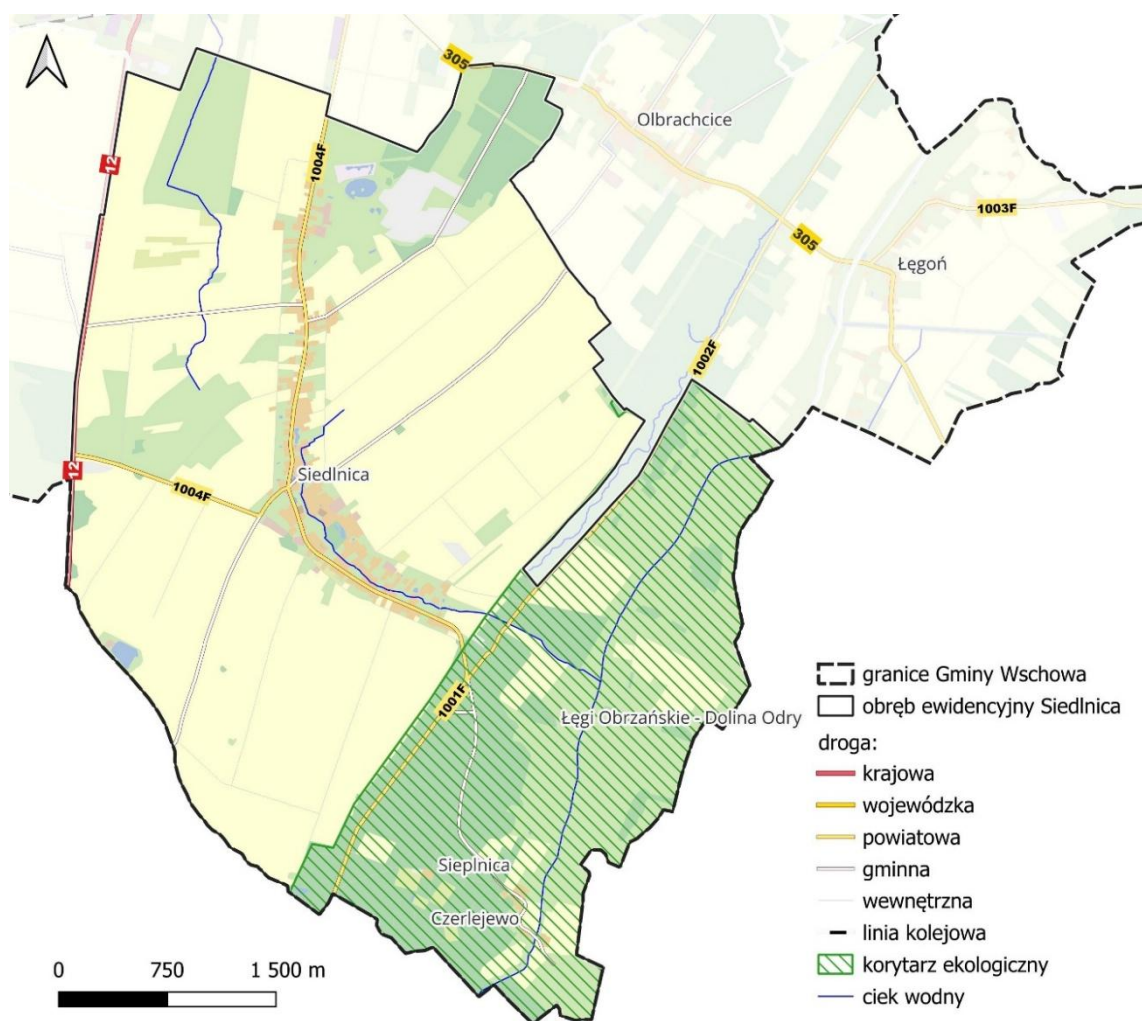 305
Olbrachcice
1004F
12
1003F
305
Łęgoń
1002F
Siedlnica
12
1004F
granice Gminy Wschowa
obręb ewidencyjny Siedlnica
1001F
Łęgi Obrzańskie - Dolina Odry
droga:
krajowa
wojewódzka
powiatowa
gminna
Sieplnica
wewnętrzna
Czerlejewo
linia kolejowa
korytarz ekologiczny
0 750 1 500 m
ciek wodny